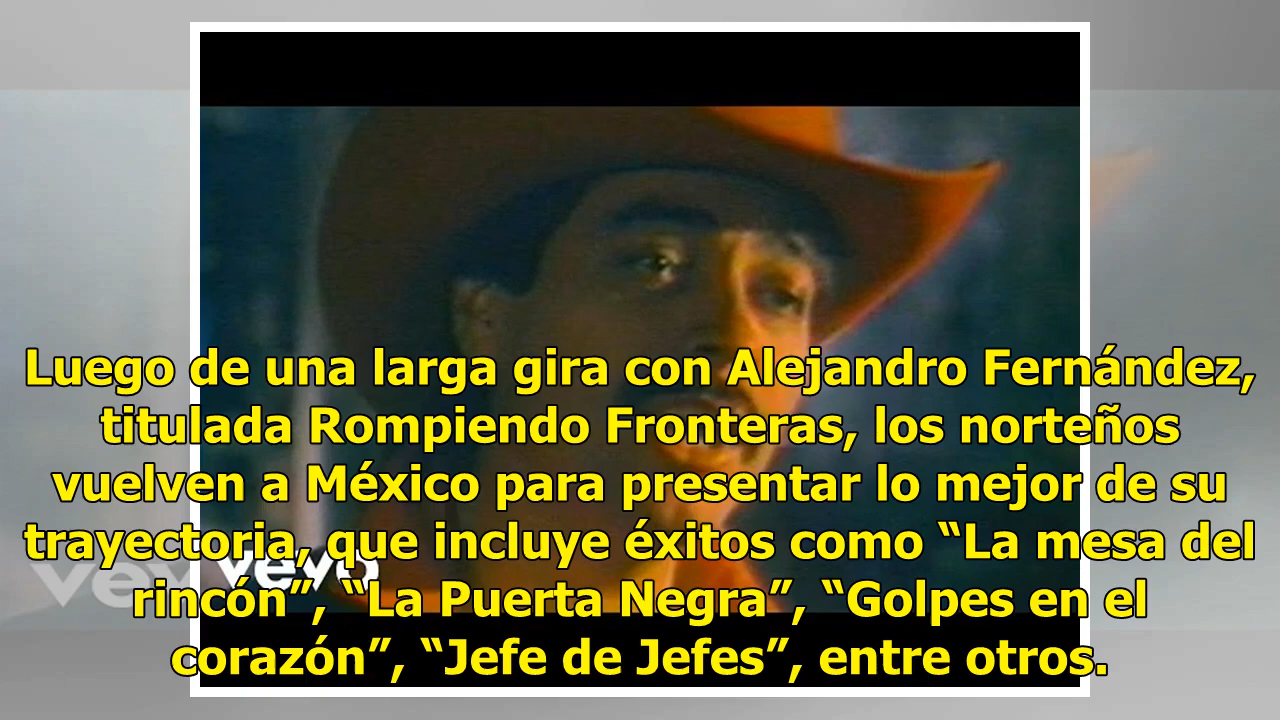 Luego de una larga gira con Alejandro Fernández,
titulada Rompiendo Fronteras, los norteños
vuelven a México para presentar lo mejor de su
trayectoria, que incluye éxitos como “La mesa del
rincón”, “La Puerta Negra”, “Golpes en el
corazón”, “Jefe de Jefes”, entre otros.
vevo